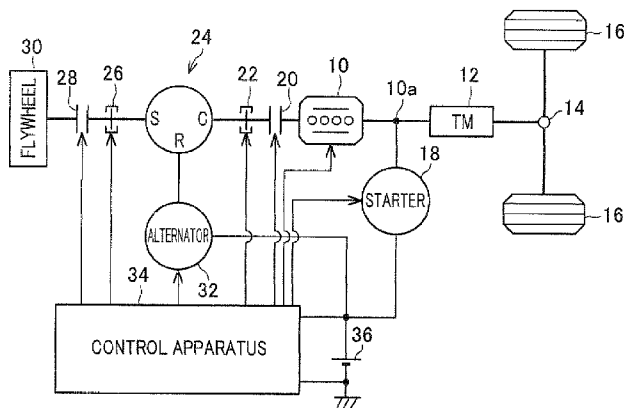 30
FLYWHEEL
28
26
24
22
20
10
10a
12
TM
14
16
16
S
C
R
18
STARTER
ALTERNATOR
32
34
CONTROL APPARATUS
36